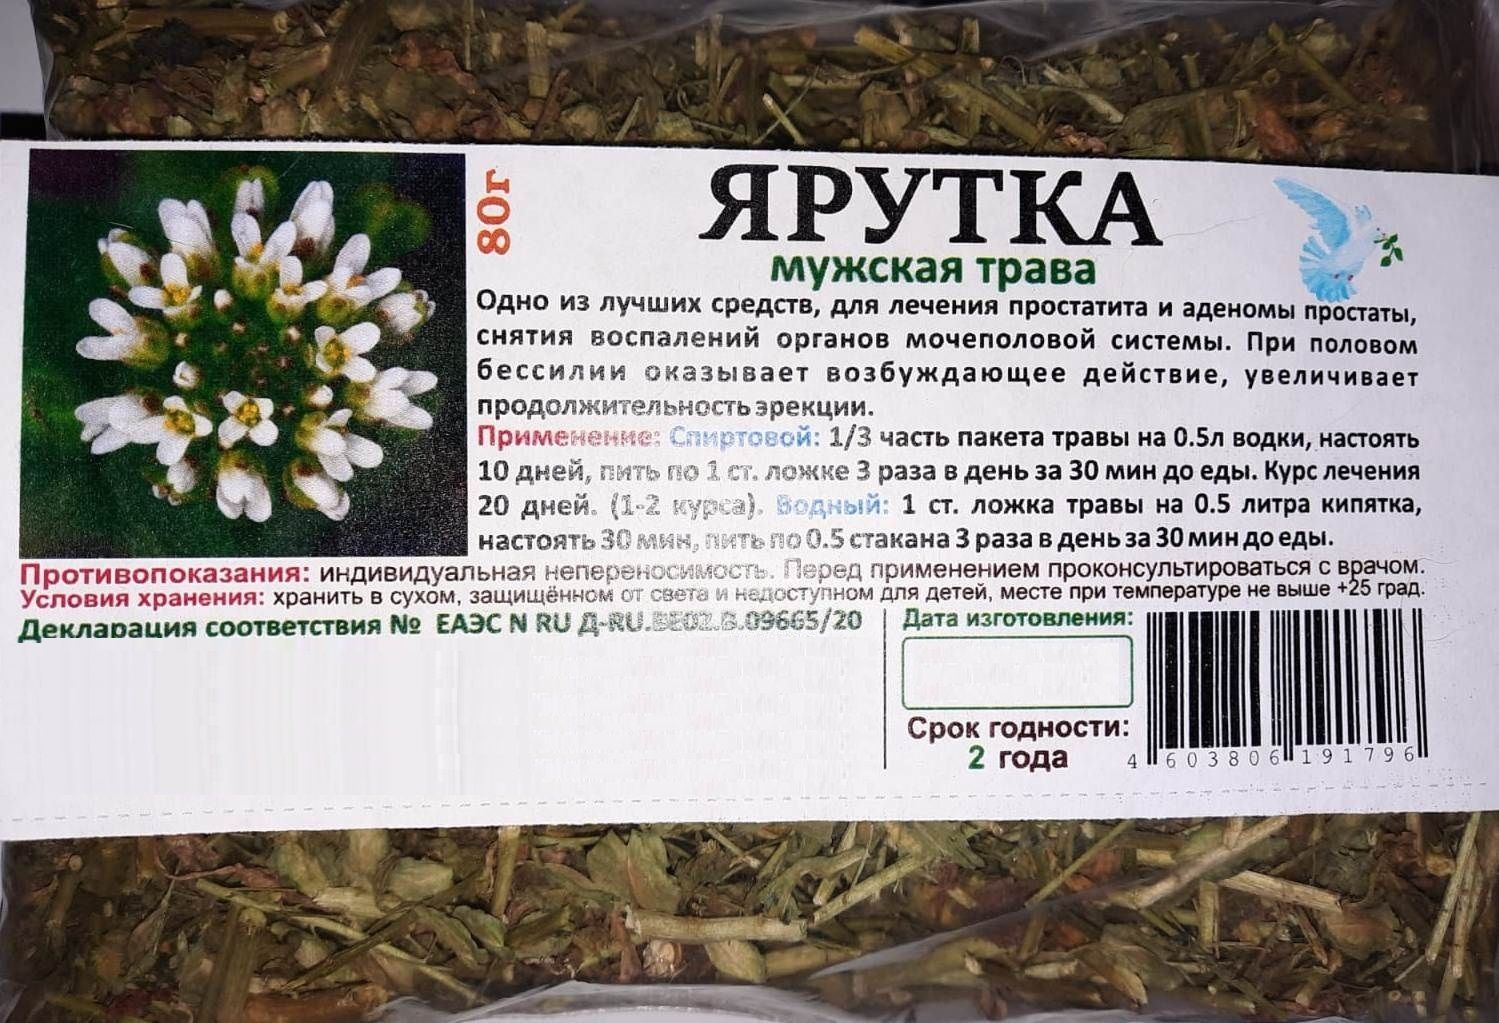 80г
ЯРУТКА
мужская трава
Одно из лучших средств, для лечения простатита и аденомы простаты,
снятия воспалений органов мочеполовой системы. При половом
бессилии оказывает возбуждающее действие, увеличивает
продолжительность эрекции.
Применение: Спиртовой: 1/3 часть пакета травы на 0.5л водки, настоять
10 дней, пить по 1 ст. ложке 3 раза в день за 30 мин до еды. Курс лечения
20 дней. (1-2 курса). Водный: 1 ст. ложка травы на 0.5 литра кипятка,
настоять 30 мин, пить по 0.5 стакана 3 раза в день за 30 мин до еды.
Противопоказания: индивидуальная непереносимость. Перед применением проконсультироваться с врачом.
Условия хранения: хранить в сухом, защищённом от света и недоступном для детей, месте при температуре не выше +25 град.
Декларация соответствия № ЕАЭС N RU Д-RU.BE02.B.09665/20
Дата изготовления:
Срок годности:
2 года
4 603806 191796